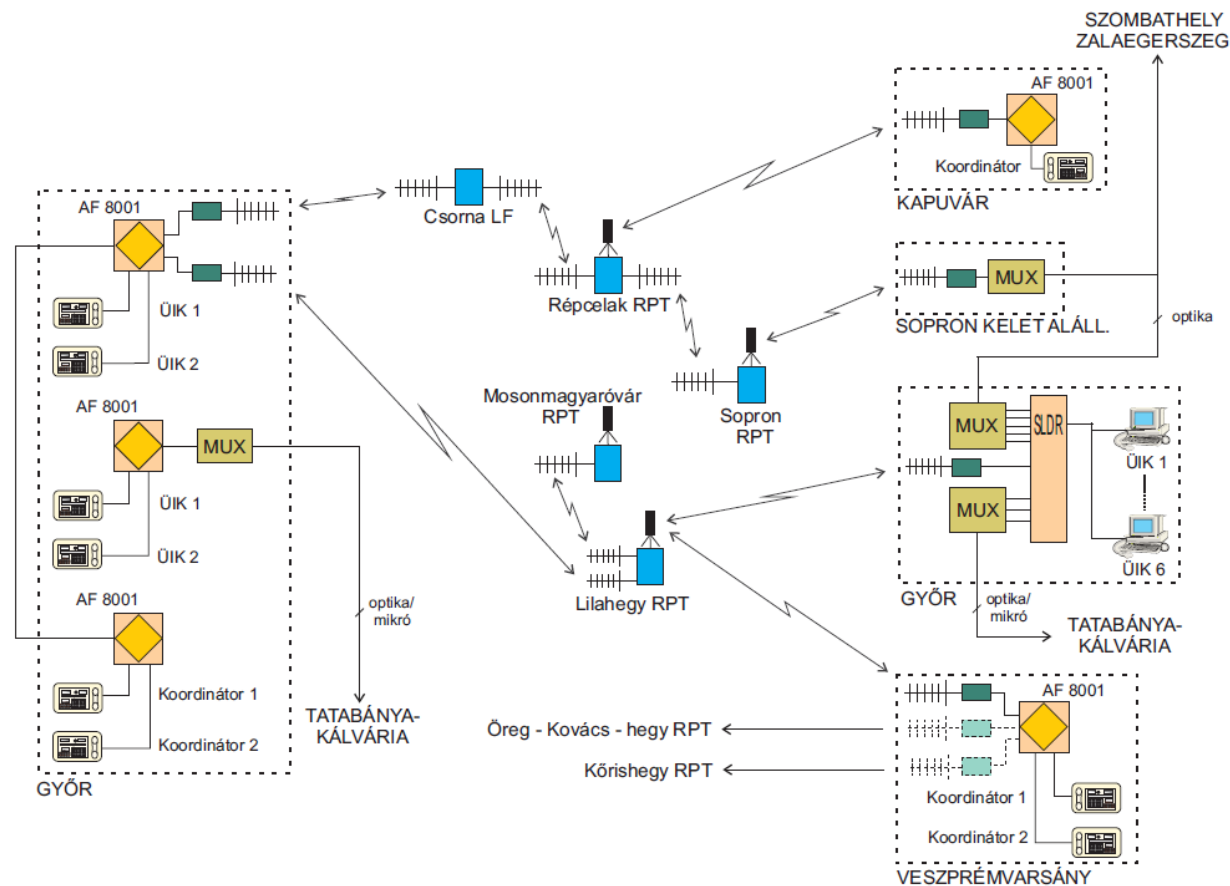 SZOMBATHELY
ZALAEGERSZEG
AF 8001
Koordinátor
KAPUVÁR
AF 8001
ÜIK 1
ÜIK 2
AF 8001
MUX
ÜIK 1
ÜIK 2
AF 8001
optika/
mikró
Koordinátor 1
Koordinátor 2
TATABÁNYA-
KÁLVÁRIA
GYŐR
Csorna LF
Répcelak RPT
MUX
SOPRON KELET ALÁLL.
optika
Sopron
RPT
Mosonmagyaróvár
RPT
Lilahegy RPT
MUX
SLDR
MUX
ÜIK 1
ÜIK 6
GYŐR
optika/
mikró
TATABÁNYA-
KÁLVÁRIA
AF 8001
Öreg - Kovács - hegy RPT
Kőrishegy RPT
Koordinátor 1
Koordinátor 2
VESZPRÉMVARSÁNY